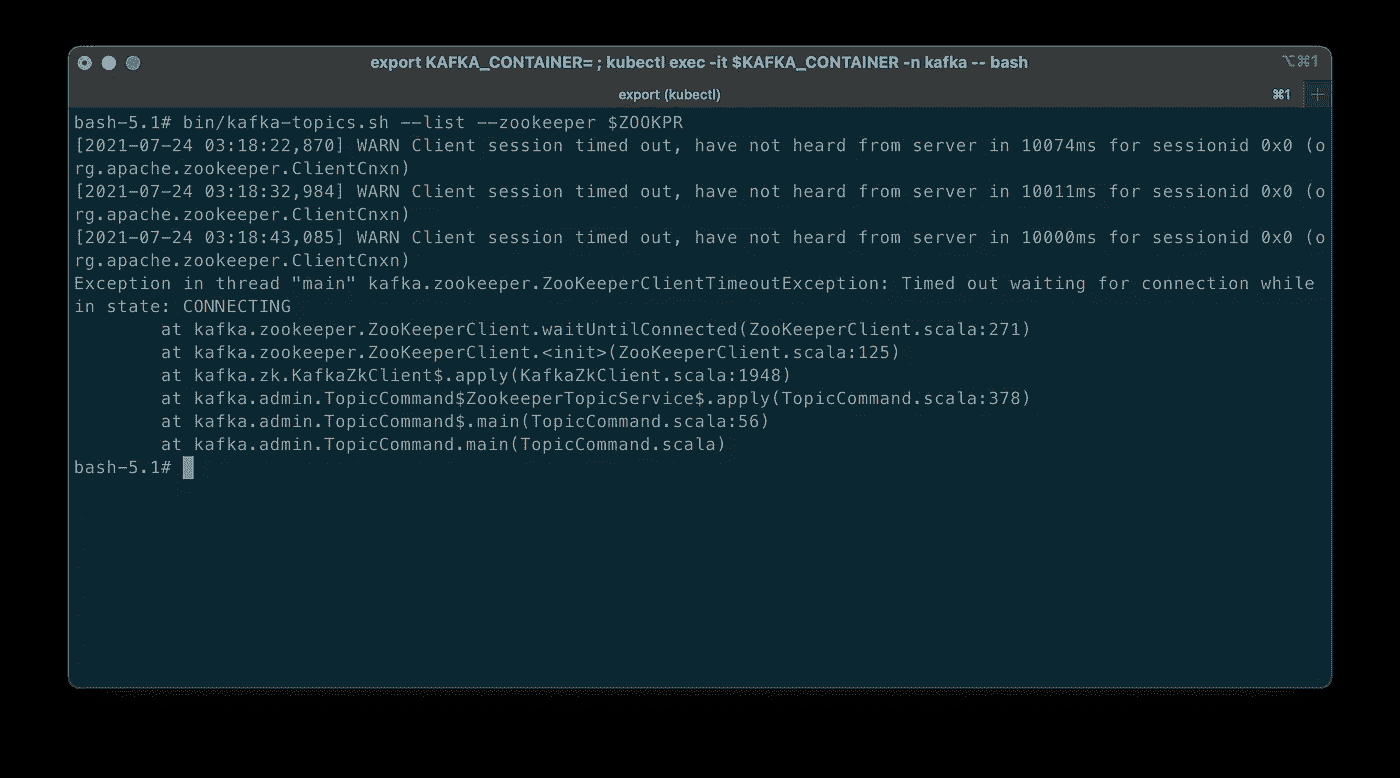 export KAFKA_CONTAINER= ; kubectl exec -it $KAFKA_CONTAINER -n kafka -- bash
⌥⌘1
export (kubectl)
⌘1
+
bash-5.1# bin/kafka-topics.sh --list --zookeeper $ZOOKPR
[2021-07-24 03:18:22,870] WARN Client session timed out, have not heard from server in 10074ms for sessionid 0x0 (o
rg.apache.zookeeper.ClientCnxn)
[2021-07-24 03:18:32,984] WARN Client session timed out, have not heard from server in 10011ms for sessionid 0x0 (o
rg.apache.zookeeper.ClientCnxn)
[2021-07-24 03:18:43,085] WARN Client session timed out, have not heard from server in 10000ms for sessionid 0x0 (o
rg.apache.zookeeper.ClientCnxn)
Exception in thread "main" kafka.zookeeper.ZooKeeperClientTimeoutException: Timed out waiting for connection while
in state: CONNECTING
        at kafka.zookeeper.ZooKeeperClient.waitUntilConnected(ZooKeeperClient.scala:271)
        at kafka.zookeeper.ZooKeeperClient.<init>(ZooKeeperClient.scala:125)
        at kafka.zk.KafkaZkClient$.apply(KafkaZkClient.scala:1948)
        at kafka.admin.TopicCommand$ZookeeperTopicService$.apply(TopicCommand.scala:378)
        at kafka.admin.TopicCommand$.main(TopicCommand.scala:56)
        at kafka.admin.TopicCommand.main(TopicCommand.scala)
bash-5.1#